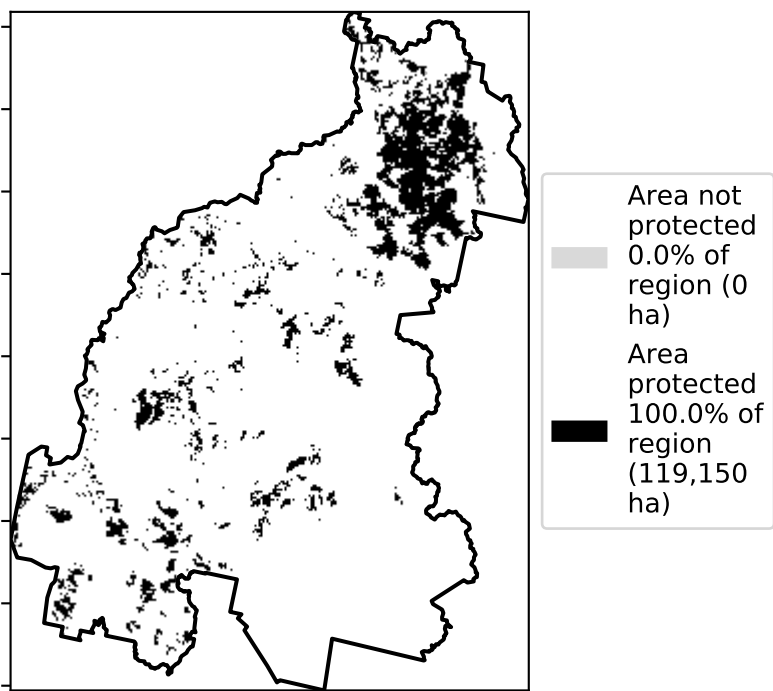 Area not
protected
0.0% of
region (0
ha)
Area
protected
100.0% of
region
(119,150
ha)